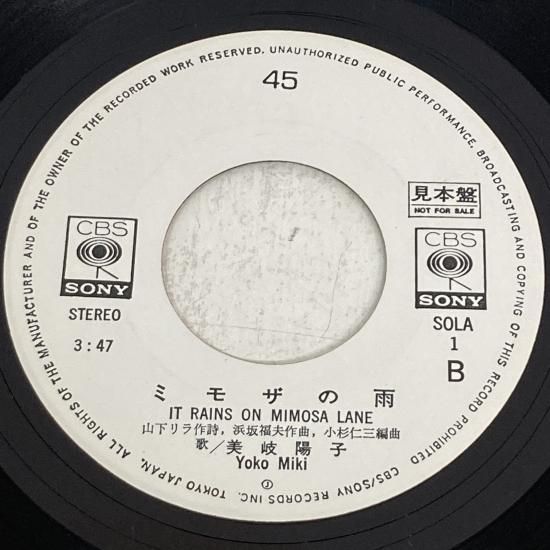 ALL RIGHTS OF THE MANUFACTURER AND OF THE OWNER OF THE RECORDED WORK RESERVED. UNAUTHORIZED PUBLIC PERFORMANCE, BROADCASTING AND COPYING OF THIS RECORD PROHIBITED CBS/SONY RECORDS INC. TOKYO JAPAN.
45
見本盤
NOT FOR SALE
CBS
SONY
CBS
SONY
STEREO
3:47
SOLA
1
B
ミモザの雨
IT RAINS ON MIMOSA LANE
山下リラ作詩, 浜坂福夫作曲, 小杉仁三編曲
歌/美岐陽子
Yoko Miki
Ⓙ